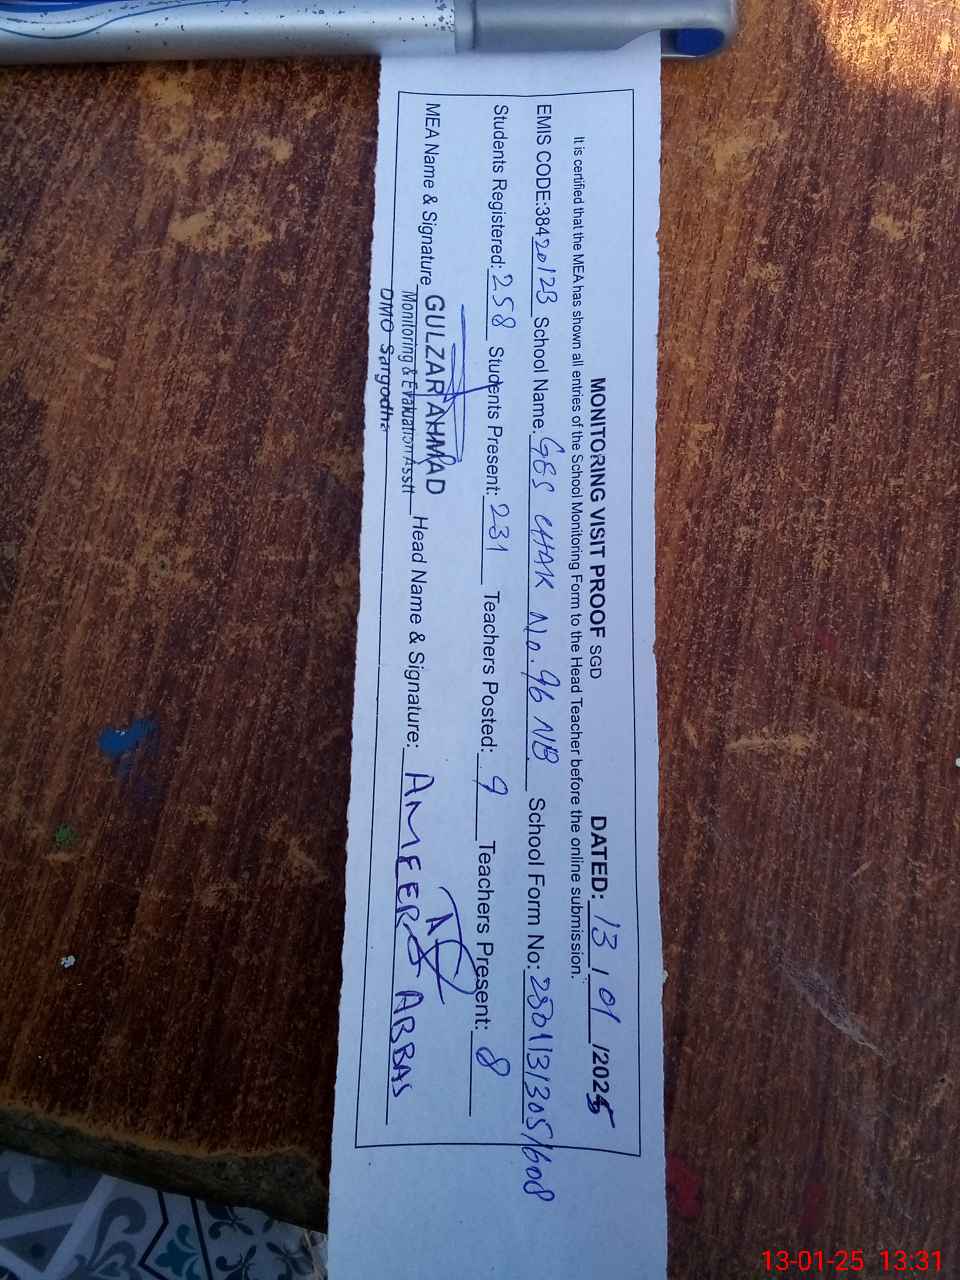 MONITORING VISIT PROOF SGD DATED: 13/01/2025
It is certified that the MEA has shown all entries of the School Monitoring Form to the Head Teacher before the online submission.
EMIS CODE:38420123 School Name: GES CHAK No. 96 NB School Form No: 28011313051608
Students Registered: 258 Students Present: 231 Teachers Posted: 9 Teachers Present: 8
MEA Name & Signature GULZAR AHMAD Head Name & Signature: AMEER ABBAS
Monitoring & Evaluation Asstt
DMO Sargodha
13-01-25 13:31